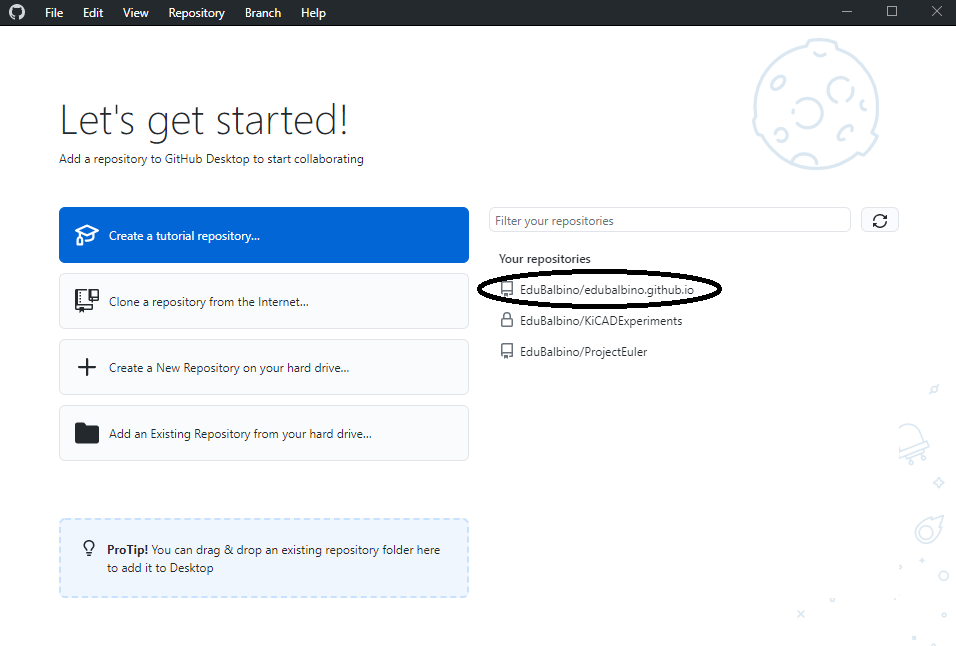 File Edit View Repository Branch Help
Let's get started!
Add a repository to GitHub Desktop to start collaborating
Create a tutorial repository...
Clone a repository from the Internet...
Create a New Repository on your hard drive...
Add an Existing Repository from your hard drive...
ProTip! You can drag & drop an existing repository folder here
to add it to Desktop
Filter your repositories
Your repositories
EduBalbino/edubalbino.github.io
EduBalbino/KiCADExperiments
EduBalbino/ProjectEuler